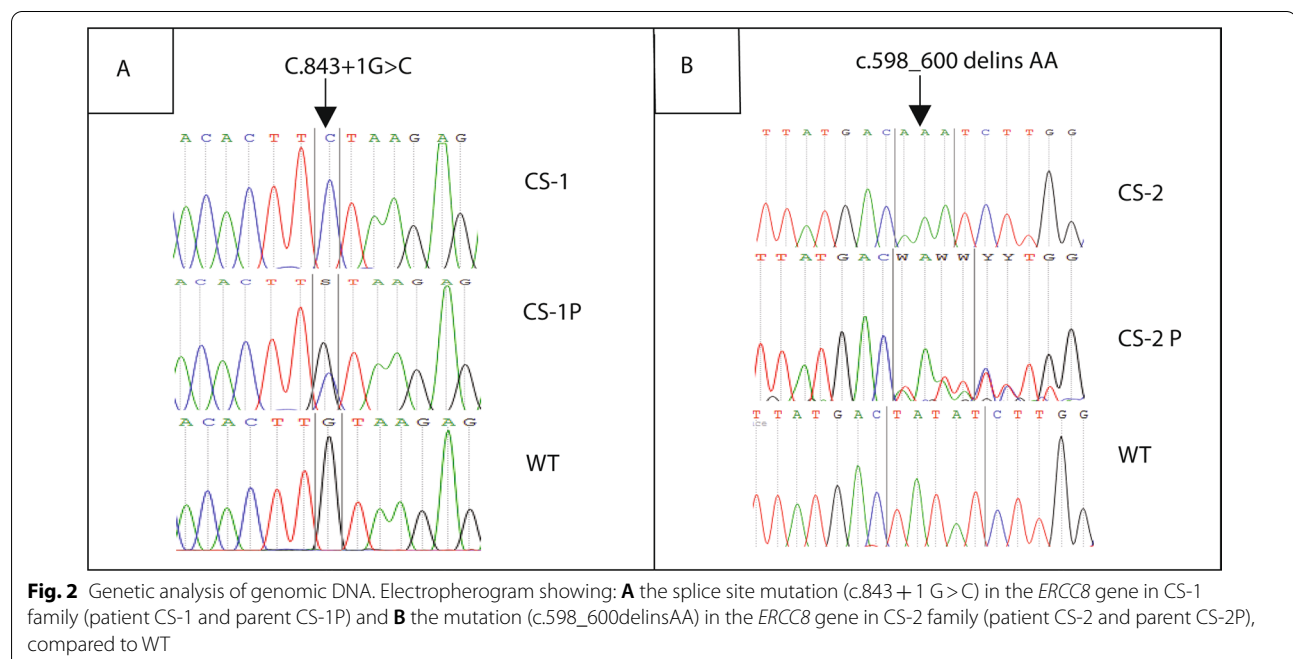 A
C.843+1G>C
A C A C T T C T A A G A G
CS-1
A C A C T T S T A A G A G
CS-1P
A C A C T T G T A A G A G
WT
B
c.598_600 delins AA
T T A T G A C A A A T C T T G G
CS-2
T T A T G A C W A W W Y Y T G G
CS-2 P
T T A T G A C T A T A T C T T G G
WT
Fig. 2 Genetic analysis of genomic DNA. Electropherogram showing: A the splice site mutation (c.843 + 1 G > C) in the ERCC8 gene in CS-1
family (patient CS-1 and parent CS-1P) and B the mutation (c.598_600delinsAA) in the ERCC8 gene in CS-2 family (patient CS-2 and parent CS-2P),
compared to WT